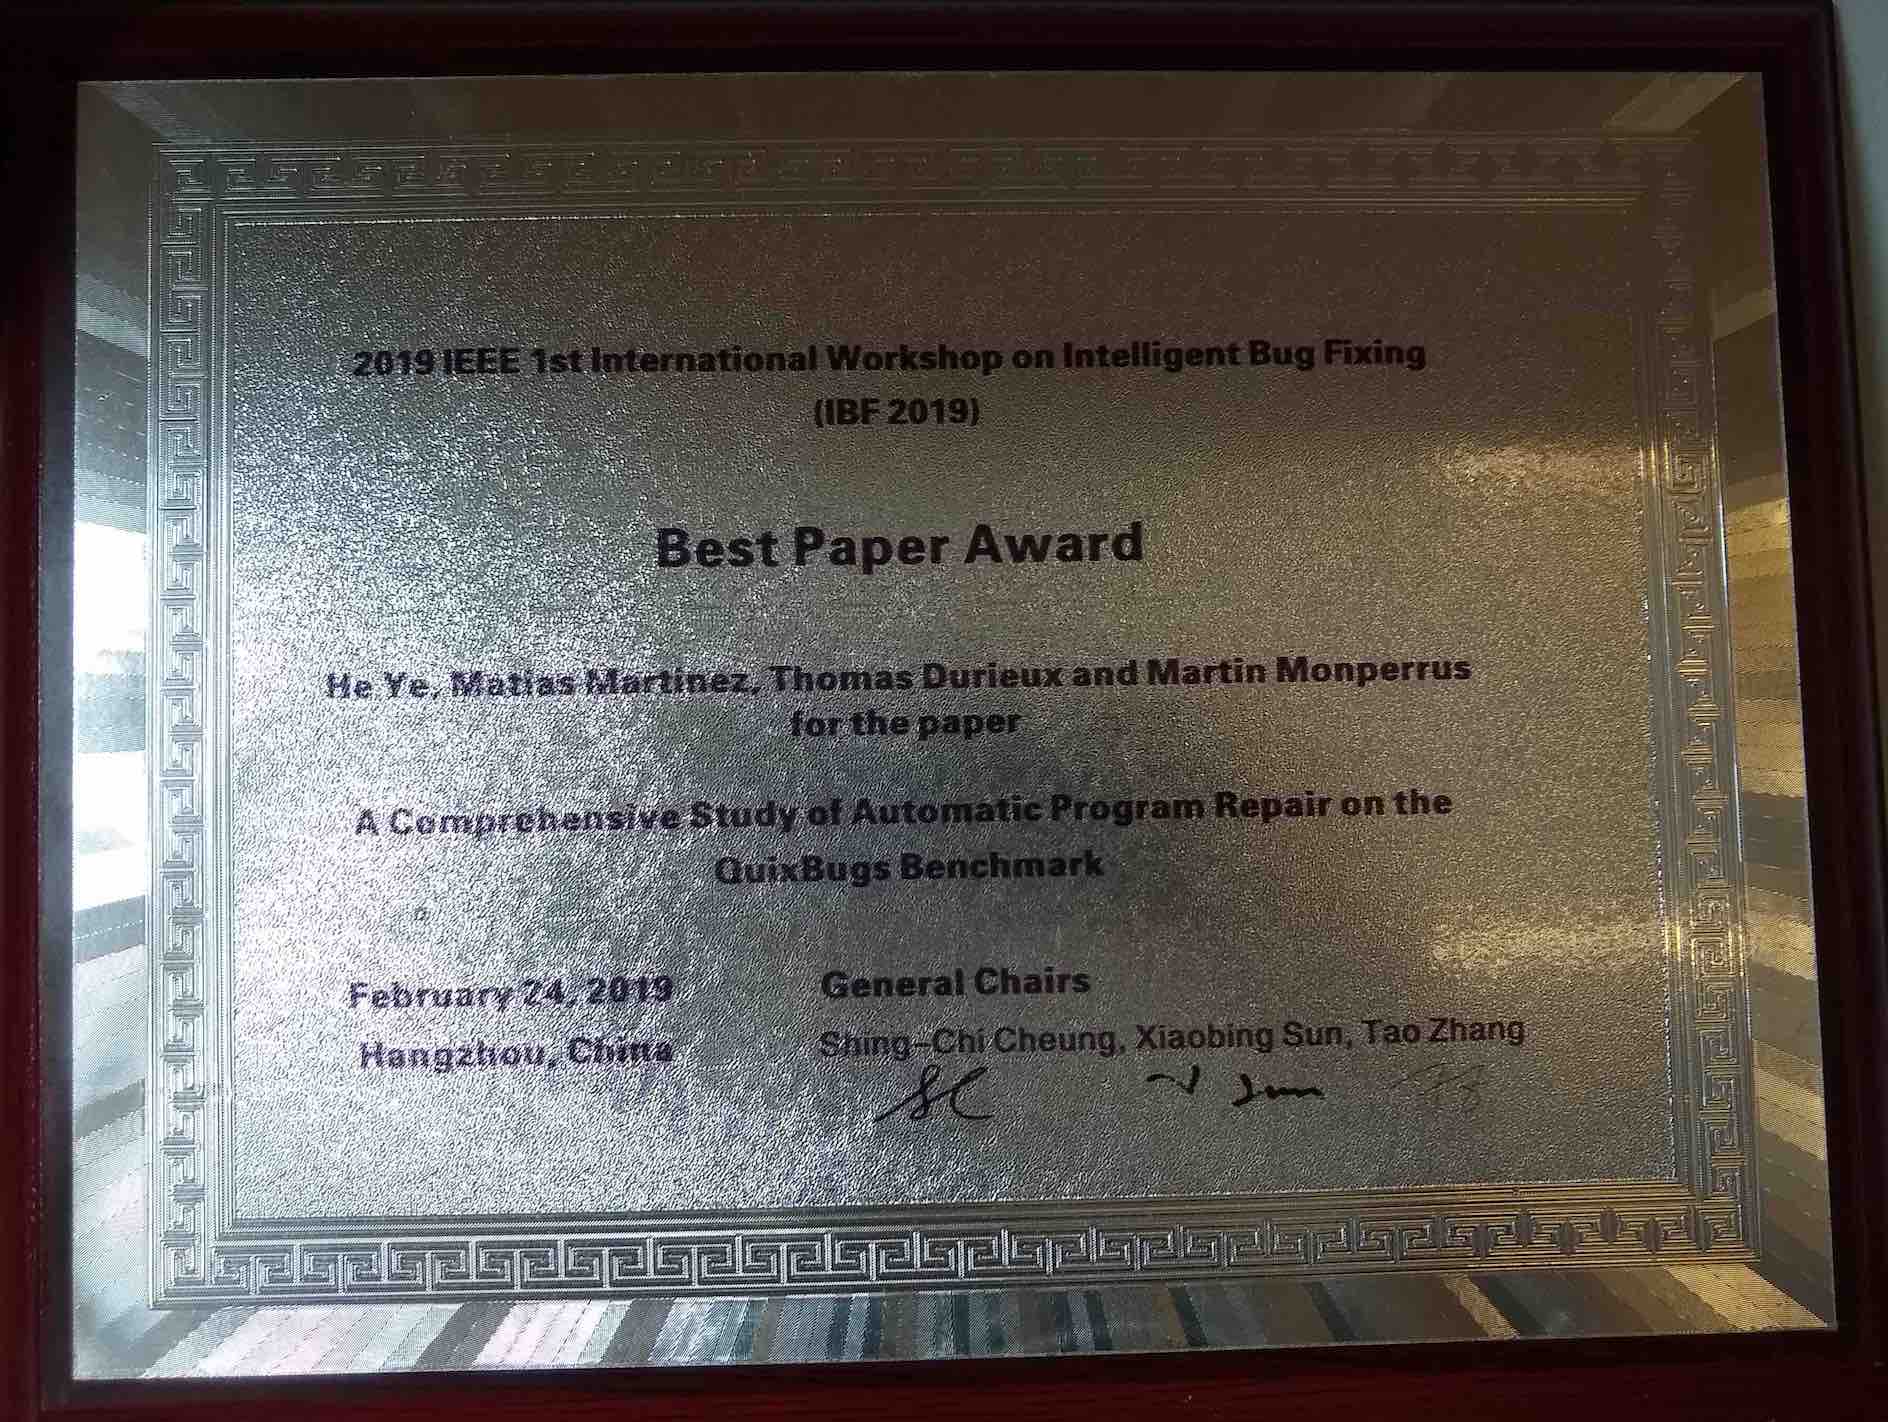 2019 IEEE 1st International Workshop on Intelligent Bug Fixing
(IBF 2019)
Best Paper Award
He Ye, Matias Martinez, Thomas Durieux and Martin Monperrus
for the paper
A Comprehensive Study of Automatic Program Repair on the
QuixBugs Benchmark
February 24, 2019
Hangzhou, China
General Chairs
Shing-Chi Cheung, Xiaobing Sun, Tao Zhang